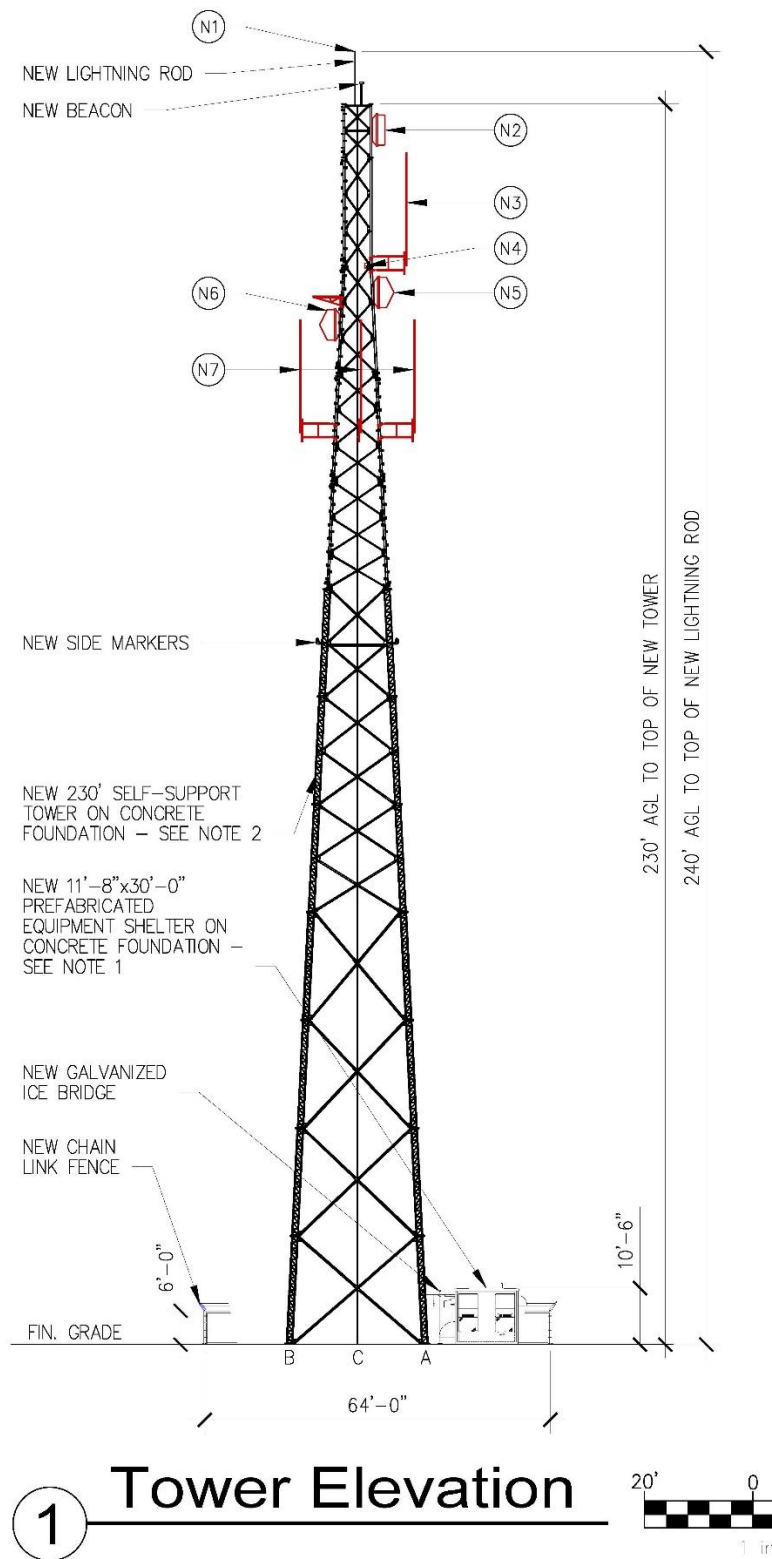 N1
NEW LIGHTNING ROD
NEW BEACON
N2
N3
N4
N6
N5
N7
NEW SIDE MARKERS
230' AGL TO TOP OF NEW TOWER
240' AGL TO TOP OF NEW LIGHTNING ROD
NEW 230' SELF-SUPPORT
TOWER ON CONCRETE
FOUNDATION – SEE NOTE 2
NEW 11'-8"x30'-0"
PREFABRICATED
EQUIPMENT SHELTER ON
CONCRETE FOUNDATION –
SEE NOTE 1
NEW GALVANIZED
ICE BRIDGE
NEW CHAIN
LINK FENCE
6'-0"
10'-6"
FIN. GRADE
B C A
64'-0"
1 Tower Elevation
20' 0